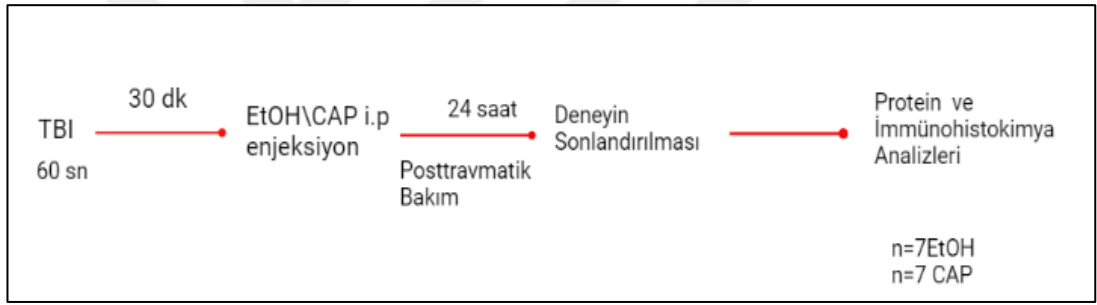 TBI
60 sn
30 dk
EtOH\CAP i.p
enjeksiyon
24 saat
Posttravmatik
Bakım
Deneyin
Sonlandırılması
Protein ve
İmmünohistokimya
Analizleri
n=7EtOH
n=7 CAP